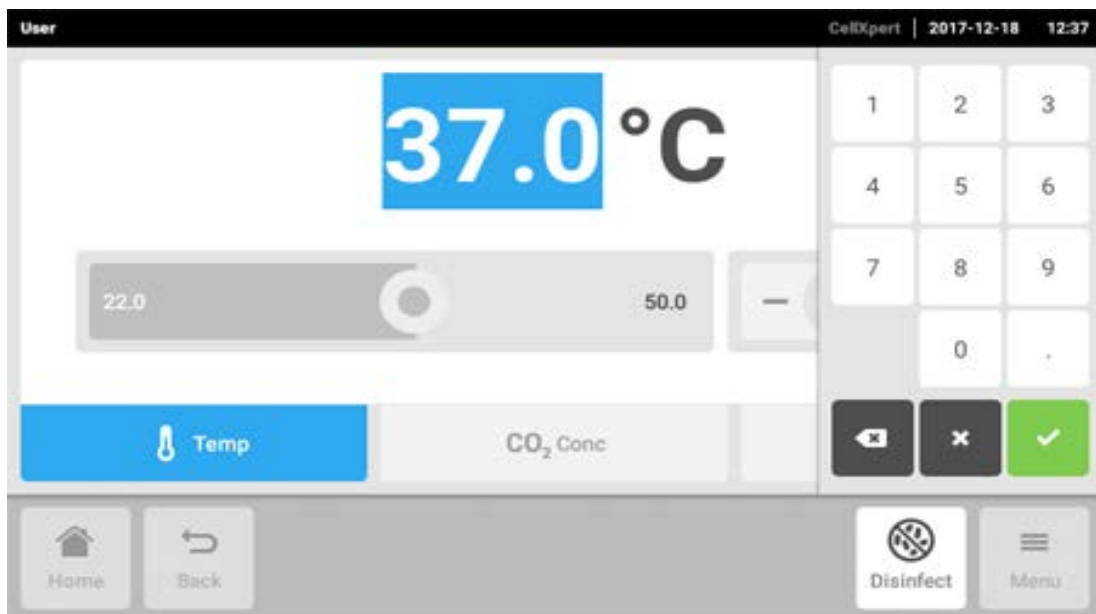 User
CellXpert | 2017-12-18 12:37
37.0 °C
22.0
50.0
−
1 2 3
4 5 6
7 8 9
0 .
Temp
CO₂ Conc
Home
Back
Disinfect
Menu